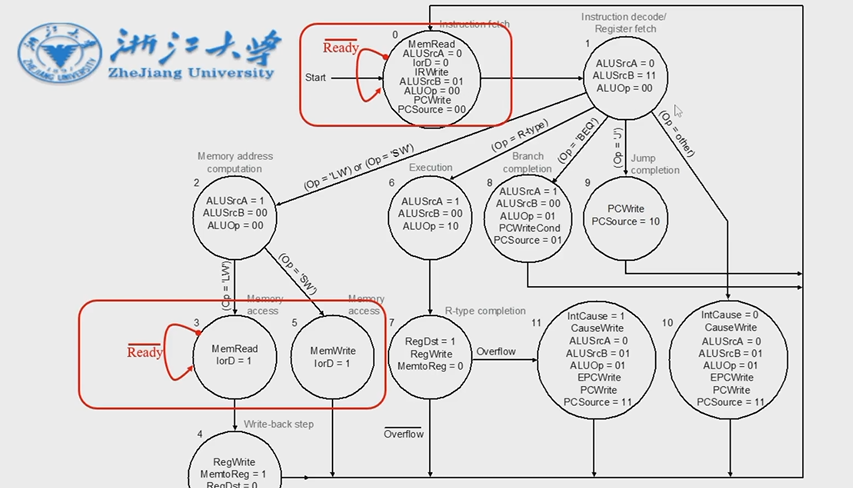 浙江大学
ZHEJIANG UNIVERSITY
ZheJiang University
Instruction fetch
0
MemRead
ALUSrcA = 0
IorD = 0
IRWrite
ALUSrcB = 01
ALUOp = 00
PCWrite
PCSource = 00
Ready
Start
Instruction decode/
Register fetch
1
ALUSrcA = 0
ALUSrcB = 11
ALUOp = 00
(Op = 'LW') or (Op = 'SW')
(Op = R-type)
(Op = 'BEQ')
(Op = 'J')
(Op = other)
Memory address
computation
2
ALUSrcA = 1
ALUSrcB = 00
ALUOp = 00
Execution
6
ALUSrcA = 1
ALUSrcB = 00
ALUOp = 10
Branch
completion
8
ALUSrcA = 1
ALUSrcB = 00
ALUOp = 01
PCWriteCond
PCSource = 01
Jump
completion
9
PCWrite
PCSource = 10
(Op = 'LW')
(Op = 'SW')
Memory
access
3
MemRead
IorD = 1
Ready
Memory
access
5
MemWrite
IorD = 1
R-type completion
7
RegDst = 1
RegWrite
MemtoReg = 0
Overflow
Overflow
11
IntCause = 1
CauseWrite
ALUSrcA = 0
ALUSrcB = 01
ALUOp = 01
EPCWrite
PCWrite
PCSource = 11
10
IntCause = 0
CauseWrite
ALUSrcA = 0
ALUSrcB = 01
ALUOp = 01
EPCWrite
PCWrite
PCSource = 11
Write-back step
4
RegWrite
MemtoReg = 1
RegDst = 0